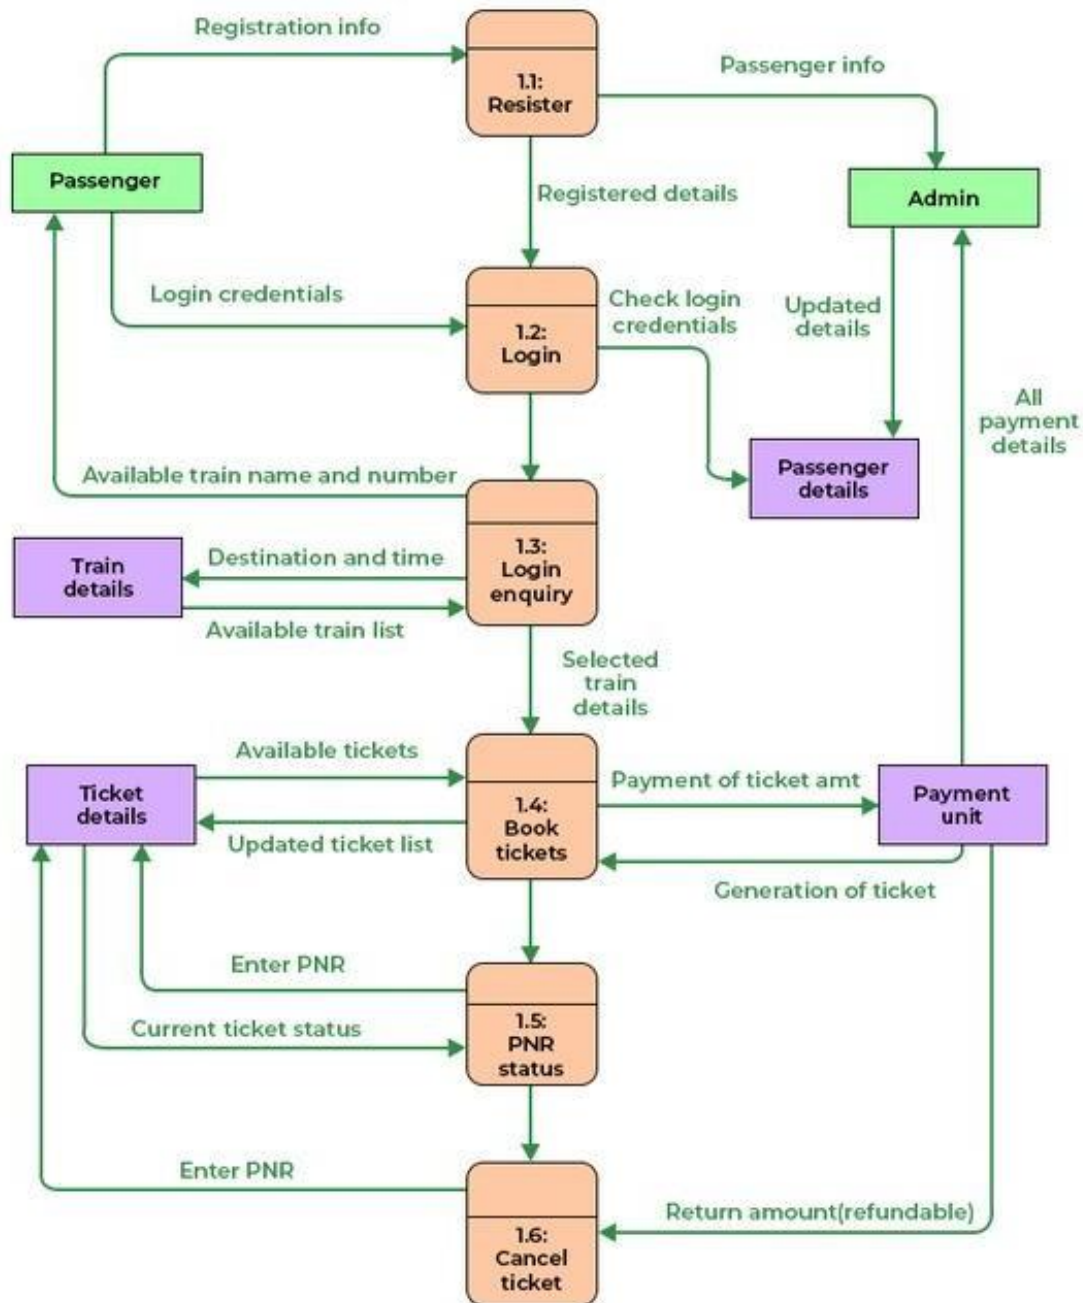 Registration info
Passenger info
1.1:
Resister
Passenger
Admin
Registered details
Login credentials
Check login
credentials
Updated
details
1.2:
Login
All
payment
details
Available train name and number
Passenger
details
Train
details
Destination and time
1.3:
Login
enquiry
Available train list
Selected
train
details
Available tickets
Payment of ticket amt
Ticket
details
1.4:
Book
tickets
Payment
unit
Updated ticket list
Generation of ticket
Enter PNR
Current ticket status
1.5:
PNR
status
Enter PNR
Return amount(refundable)
1.6:
Cancel
ticket